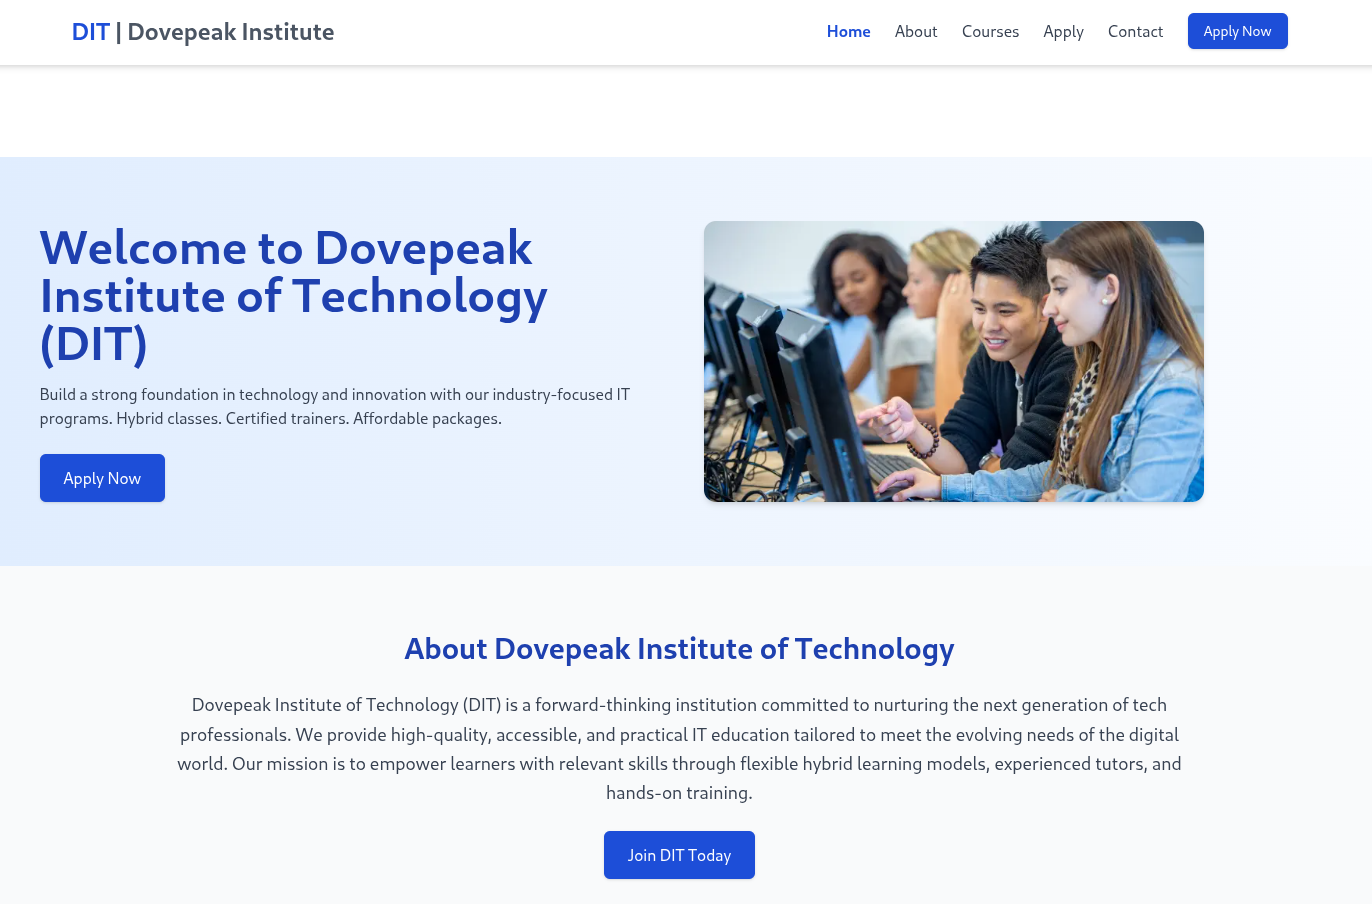 DIT | Dovepeak Institute
Home
About
Courses
Apply
Contact
Apply Now
Welcome to Dovepeak
Institute of Technology
(DIT)
Build a strong foundation in technology and innovation with our industry-focused IT
programs. Hybrid classes. Certified trainers. Affordable packages.
Apply Now
About Dovepeak Institute of Technology
Dovepeak Institute of Technology (DIT) is a forward-thinking institution committed to nurturing the next generation of tech
professionals. We provide high-quality, accessible, and practical IT education tailored to meet the evolving needs of the digital
world. Our mission is to empower learners with relevant skills through flexible hybrid learning models, experienced tutors, and
hands-on training.
Join DIT Today